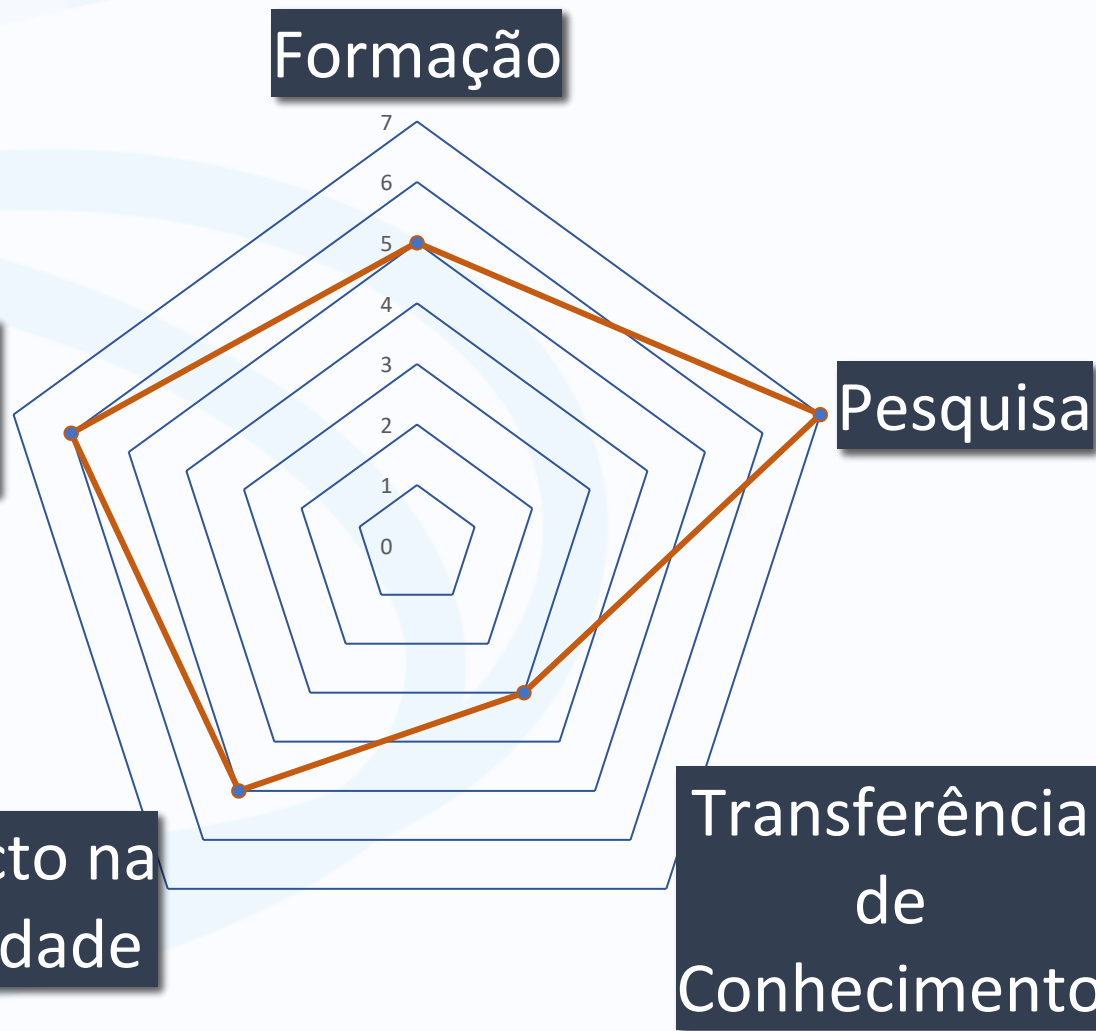 Formação
7
6
5
4
3
2
1
0
Pesquisa
cto na
dade
Transferência
de
Conhecimento